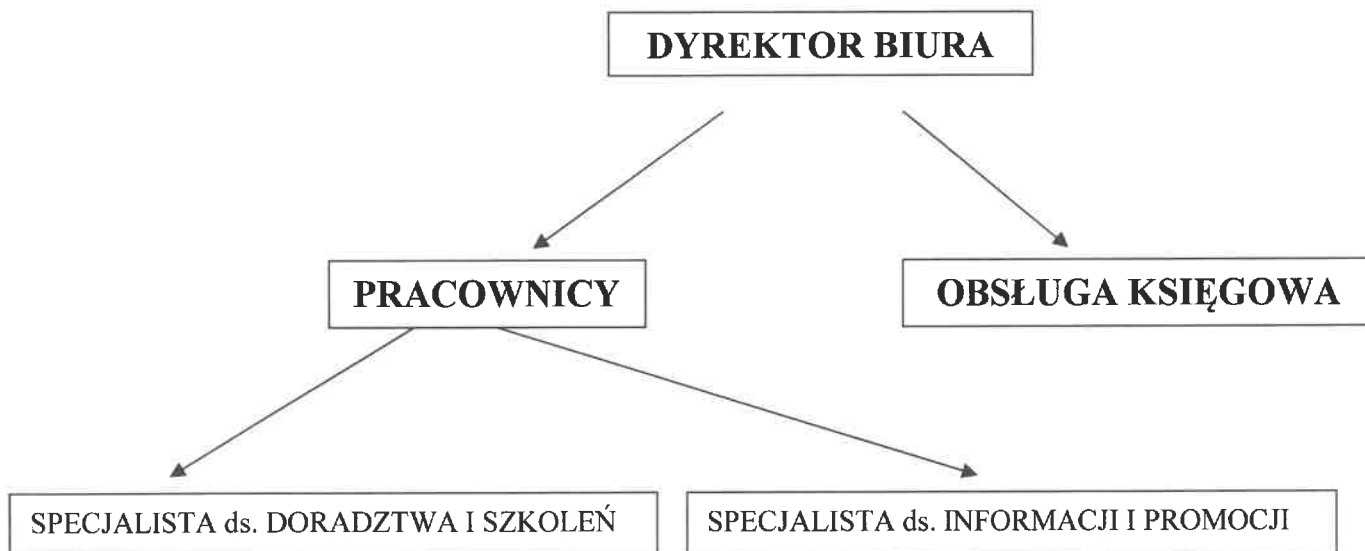 DYREKTOR BIURA
PRACOWNICY
OBSŁUGA KSIĘGOWA
SPECJALISTA ds. DORADZTWA I SZKOLEŃ
SPECJALISTA ds. INFORMACJI I PROMOCJI